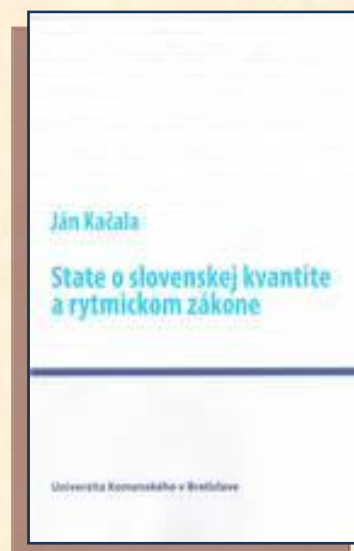 Ján Kačala
State o slovenskej kvantite
a rytmickom zákone
Univerzita Komenského v Bratislave